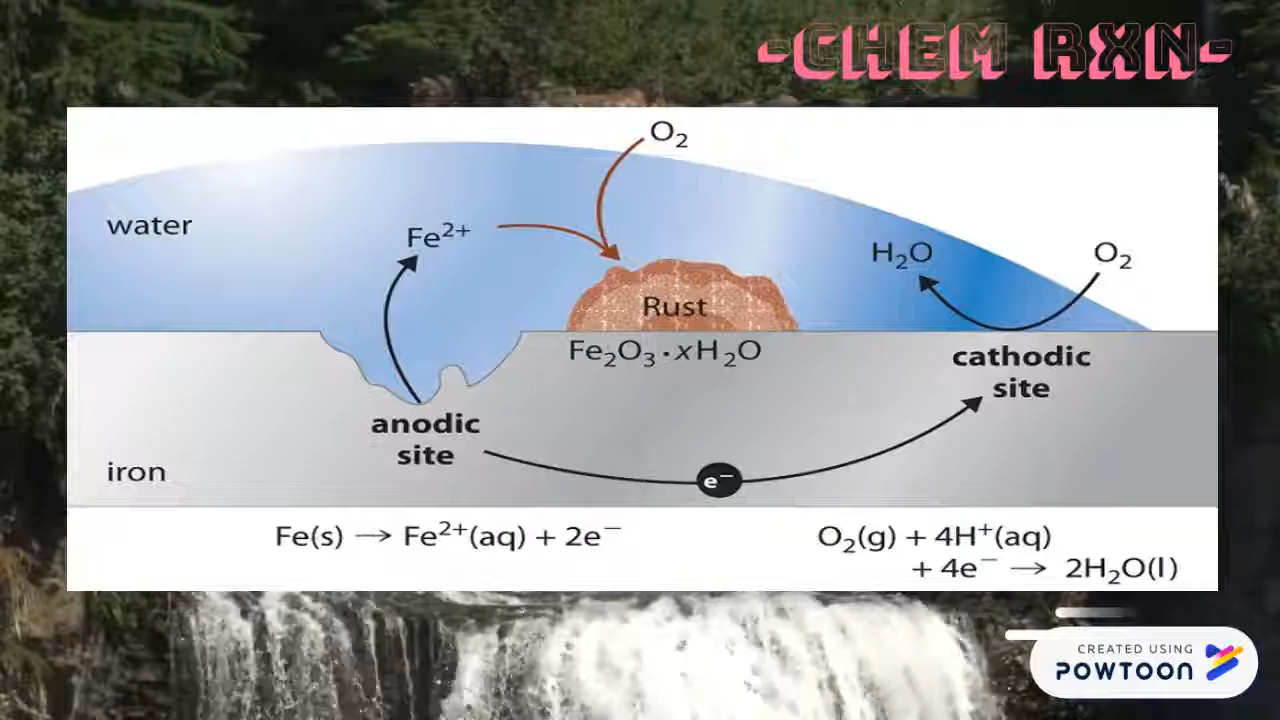 -CHEM RXN-
O₂
water
Fe²⁺
H₂O
O₂
Rust
Fe₂O₃·xH₂O
cathodic
site
anodic
site
iron
e⁻
Fe(s) → Fe²⁺(aq) + 2e⁻
O₂(g) + 4H⁺(aq)
+ 4e⁻ → 2H₂O(l)
CREATED USING
POWTOON